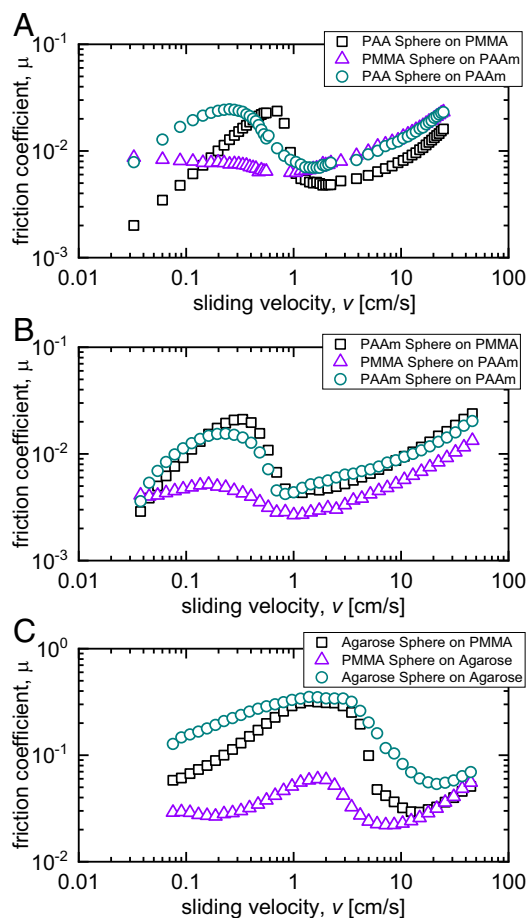 A
10⁻¹
PAA Sphere on PMMA
PMMA Sphere on PAAm
PAA Sphere on PAAm
friction coefficient, μ
10⁻²
10⁻³
0.01 0.1 1 10 100
sliding velocity, v [cm/s]
B
10⁻¹
PAAm Sphere on PMMA
PMMA Sphere on PAAm
PAAm Sphere on PAAm
friction coefficient, μ
10⁻²
10⁻³
0.01 0.1 1 10 100
sliding velocity, v [cm/s]
C
10⁰
Agarose Sphere on PMMA
PMMA Sphere on Agarose
Agarose Sphere on Agarose
friction coefficient, μ
10⁻¹
10⁻²
0.01 0.1 1 10 100
sliding velocity, v [cm/s]